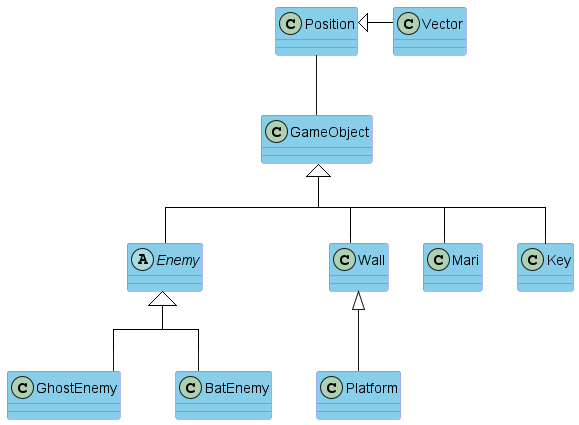 C Position
C Vector
C GameObject
A Enemy
C Wall
C Mari
C Key
C GhostEnemy
C BatEnemy
C Platform